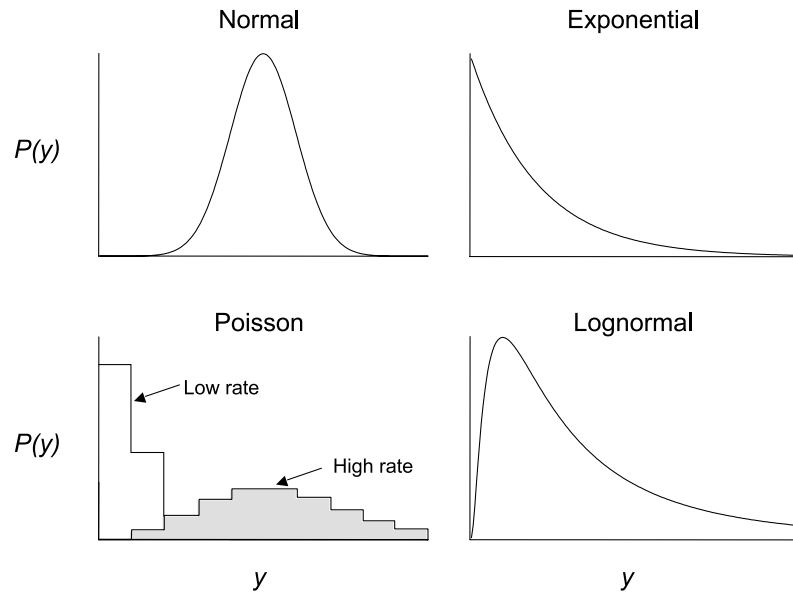 Normal
Exponential
P(y)
Poisson
Lognormal
Low rate
P(y)
High rate
y
y